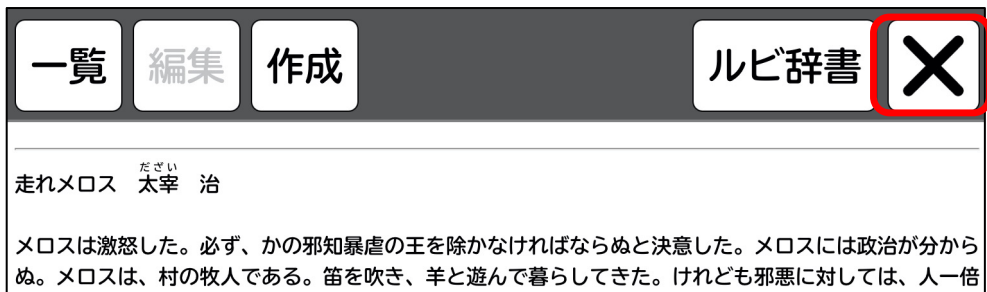 一覧 編集 作成 ルビ辞書 ×
だざい
走れメロス 太宰 治
メロスは激怒した。必ず、かの邪知暴虐の王を除かなければならぬと決意した。メロスには政治が分から
ぬ。メロスは、村の牧人である。笛を吹き、羊と遊んで暮らしてきた。けれども邪悪に対しては、人一倍